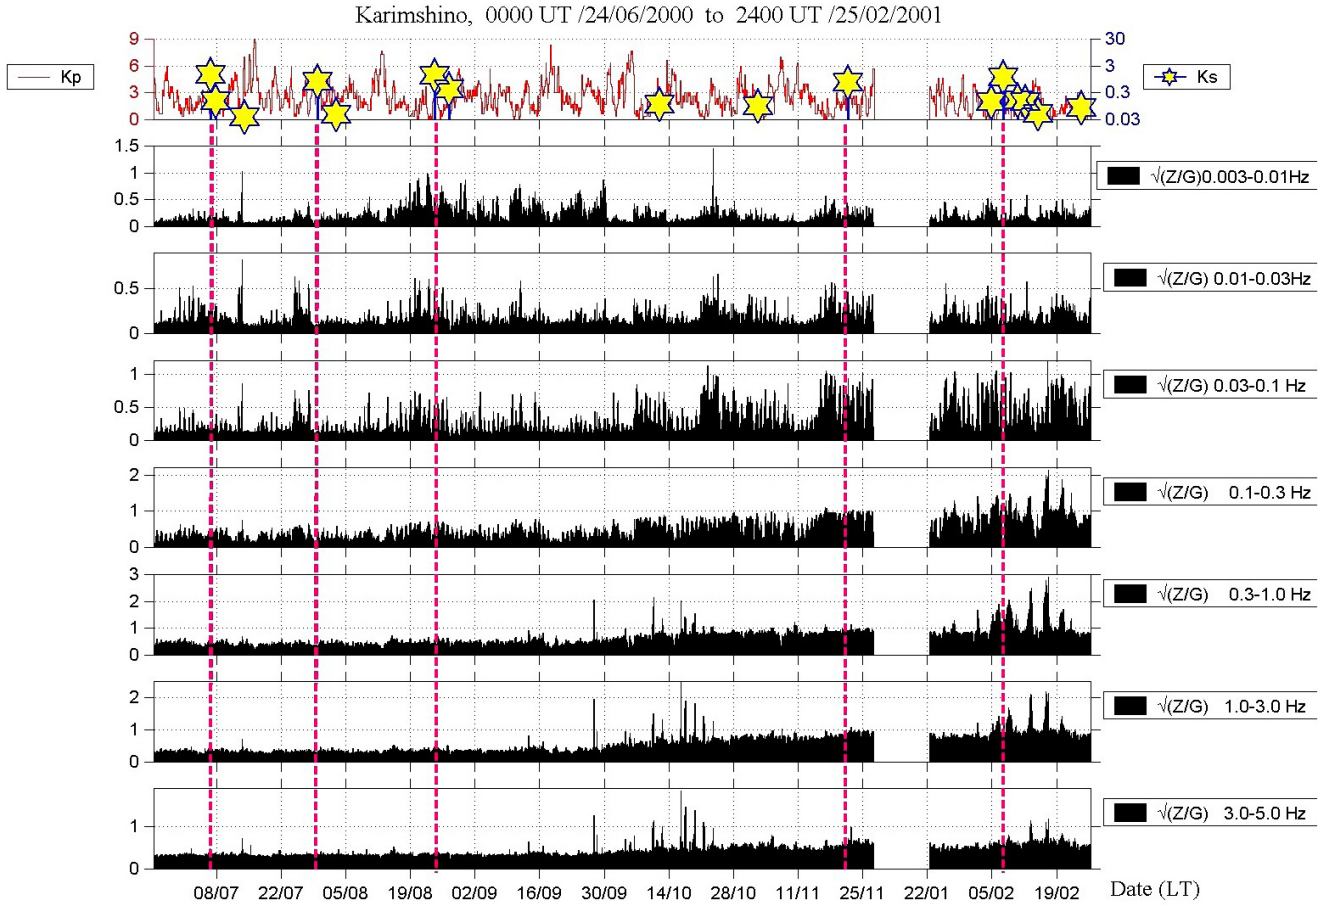 Karimshino, 0000 UT /24/06/2000 to 2400 UT /25/02/2001
Kp
9
6
3
0
30
3
0.3
0.03
Ks
1.5
1
0.5
0
√(Z/G)0.003-0.01Hz
0.5
0
√(Z/G) 0.01-0.03Hz
1
0.5
0
√(Z/G) 0.03-0.1 Hz
2
1
0
√(Z/G) 0.1-0.3 Hz
3
2
1
0
√(Z/G) 0.3-1.0 Hz
2
1
0
√(Z/G) 1.0-3.0 Hz
1
0
√(Z/G) 3.0-5.0 Hz
08/07 22/07 05/08 19/08 02/09 16/09 30/09 14/10 28/10 11/11 25/11 22/01 05/02 19/02 Date (LT)